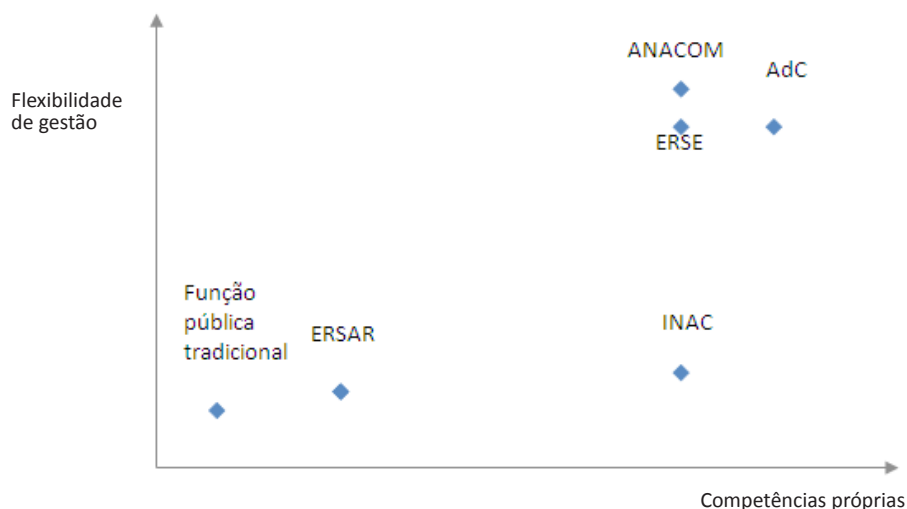 ANACOM
AdC
Flexibilidade
de gestão
ERSE
Função
pública
tradicional
ERSAR
INAC
Competências próprias